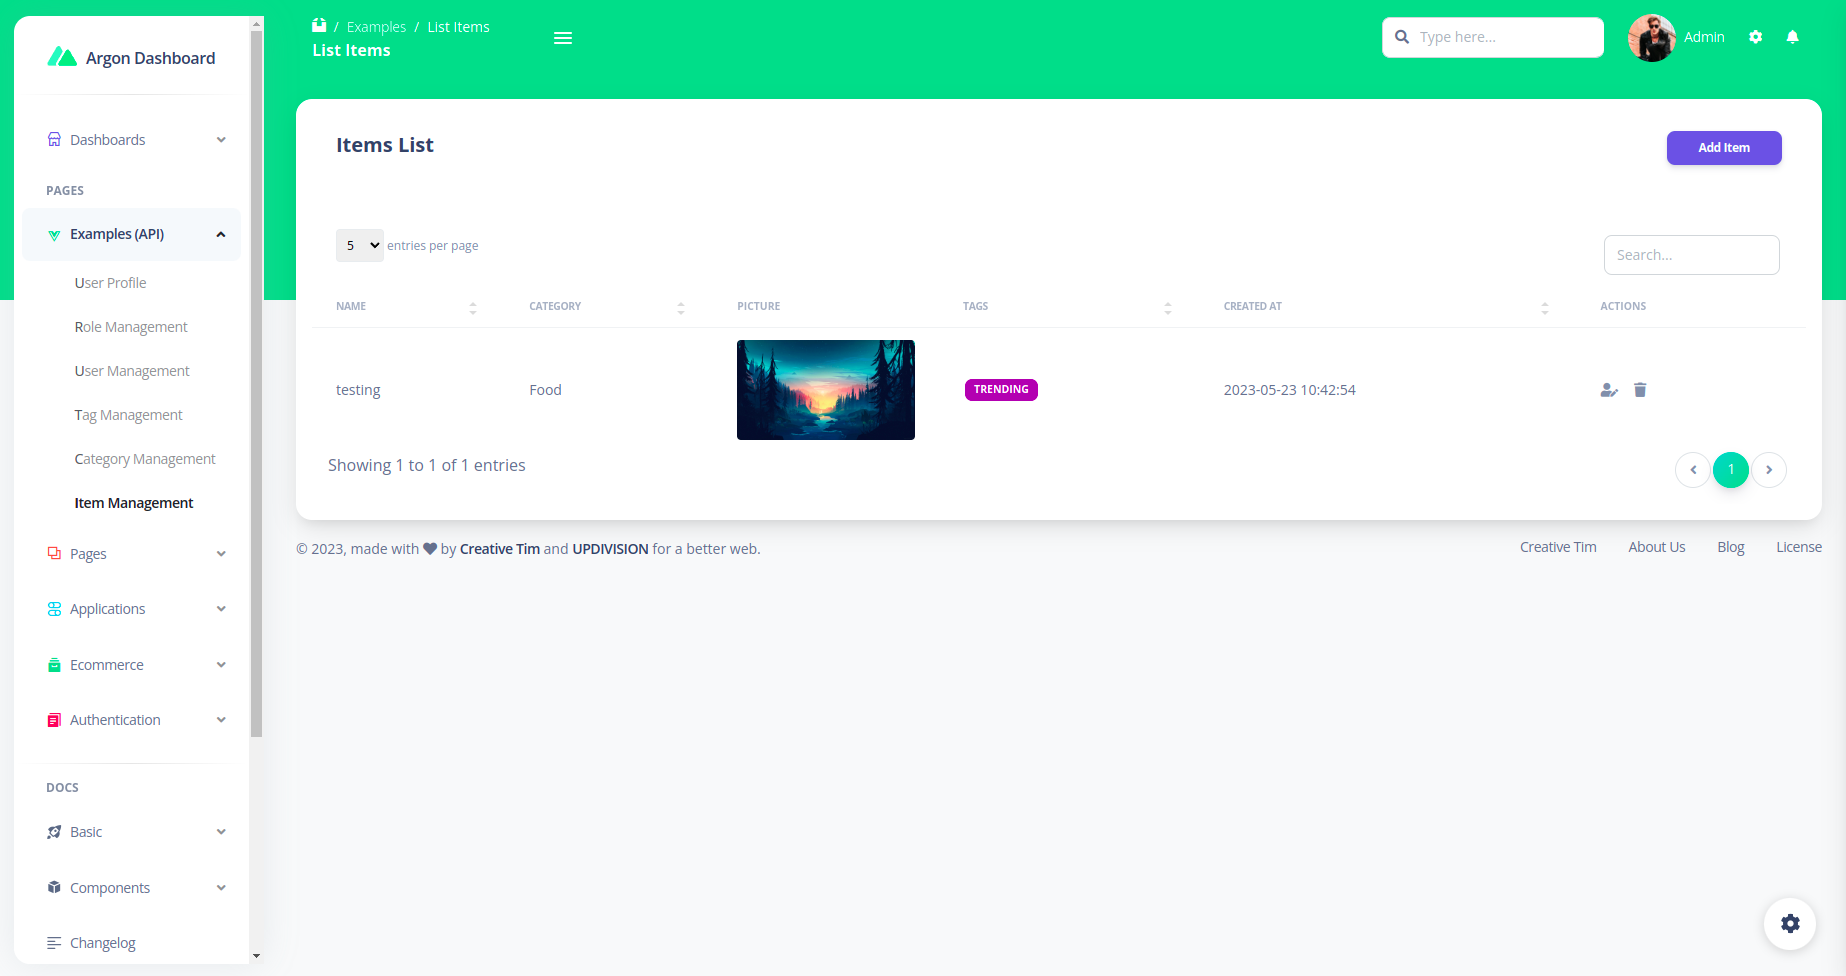 Argon Dashboard
Dashboards
PAGES
Examples (API)
User Profile
Role Management
User Management
Tag Management
Category Management
Item Management
Pages
Applications
Ecommerce
Authentication
DOCS
Basic
Components
Changelog
/ Examples / List Items
List Items
Type here...
Admin
Items List
Add Item
5 entries per page
Search...
NAME CATEGORY PICTURE TAGS CREATED AT ACTIONS
testing Food TRENDING 2023-05-23 10:42:54
Showing 1 to 1 of 1 entries
1
© 2023, made with by Creative Tim and UPDIVISION for a better web.
Creative Tim About Us Blog License